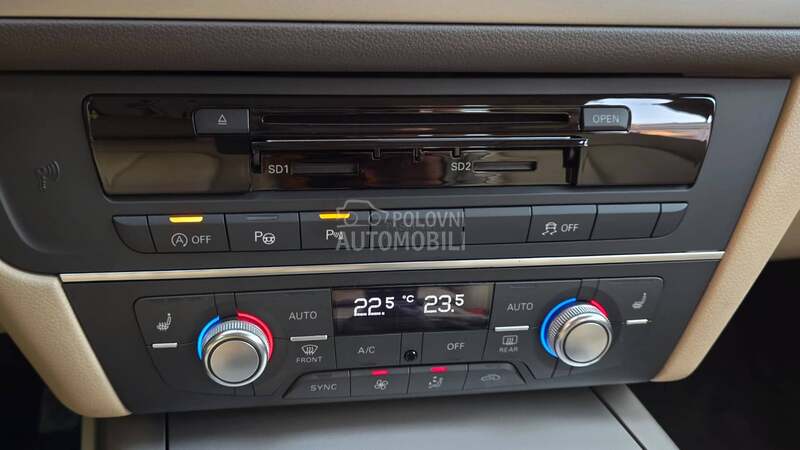 OPEN
SD1 SD2
A OFF P P OFF
POLOVNI
AUTOMOBILI
AUTO 22.5 °C 23.5 AUTO
FRONT A/C OFF REAR
SYNC